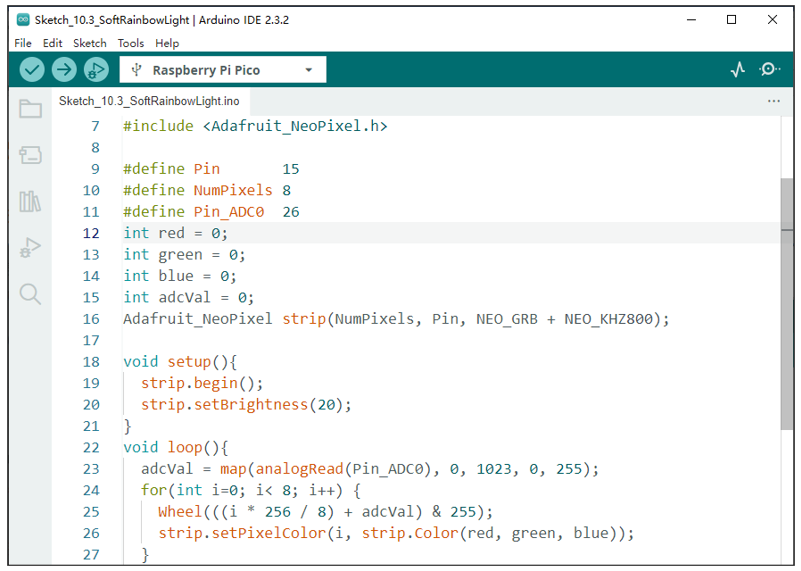 Sketch_10.3_SoftRainbowLight | Arduino IDE 2.3.2
File Edit Sketch Tools Help
Raspberry Pi Pico
Sketch_10.3_SoftRainbowLight.ino ...
7 #include <Adafruit_NeoPixel.h>
8
9 #define Pin       15
10 #define NumPixels 8
11 #define Pin_ADC0  26
12 int red = 0;
13 int green = 0;
14 int blue = 0;
15 int adcVal = 0;
16 Adafruit_NeoPixel strip(NumPixels, Pin, NEO_GRB + NEO_KHZ800);
17
18 void setup(){
19   strip.begin();
20   strip.setBrightness(20);
21 }
22 void loop(){
23   adcVal = map(analogRead(Pin_ADC0), 0, 1023, 0, 255);
24   for(int i=0; i< 8; i++) {
25     Wheel(((i * 256 / 8) + adcVal) & 255);
26     strip.setPixelColor(i, strip.Color(red, green, blue));
27   }